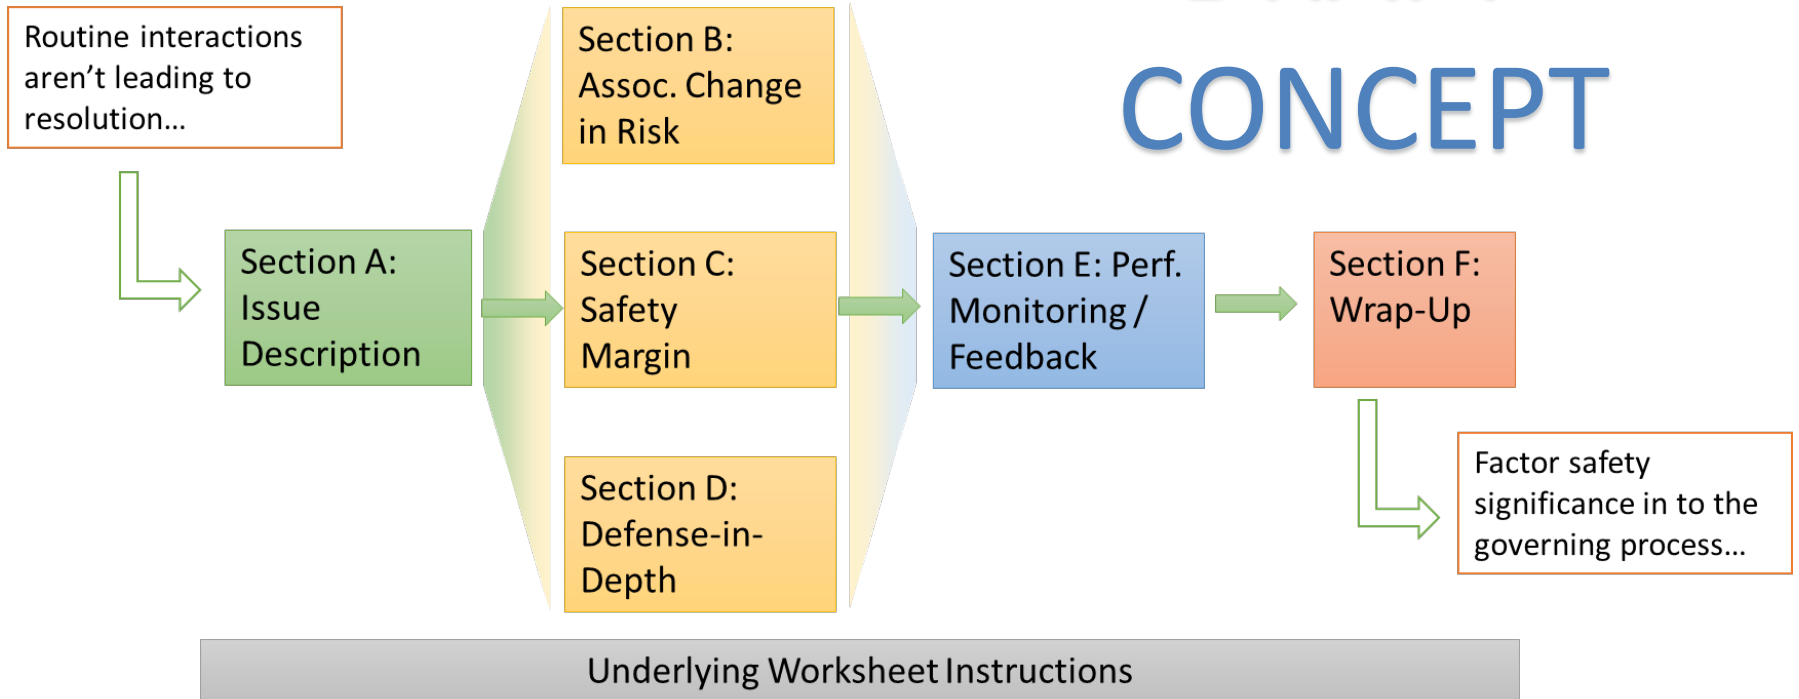 Routine interactions
aren't leading to
resolution...
Section B:
Assoc. Change
in Risk
CONCEPT
Section A:
Issue
Description
Section C:
Safety
Margin
Section E: Perf.
Monitoring /
Feedback
Section F:
Wrap-Up
Section D:
Defense-in-
Depth
Factor safety
significance in to the
governing process...
Underlying Worksheet Instructions